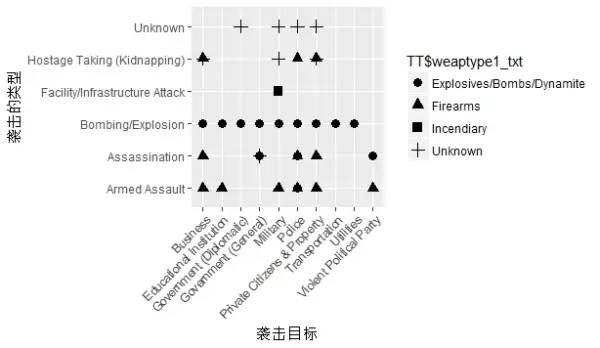 Unknown
Hostage Taking (Kidnapping)
Facility/Infrastructure Attack
Bombing/Explosion
Assassination
Armed Assault
袭击的类型
Business
Educational Institution
Government (Diplomatic)
Government (General)
Military
Police
Private Citizens & Property
Transportation
Utilities
Violent Political Party
袭击目标
TT$weaptype1_txt
Explosives/Bombs/Dynamite
Firearms
Incendiary
Unknown